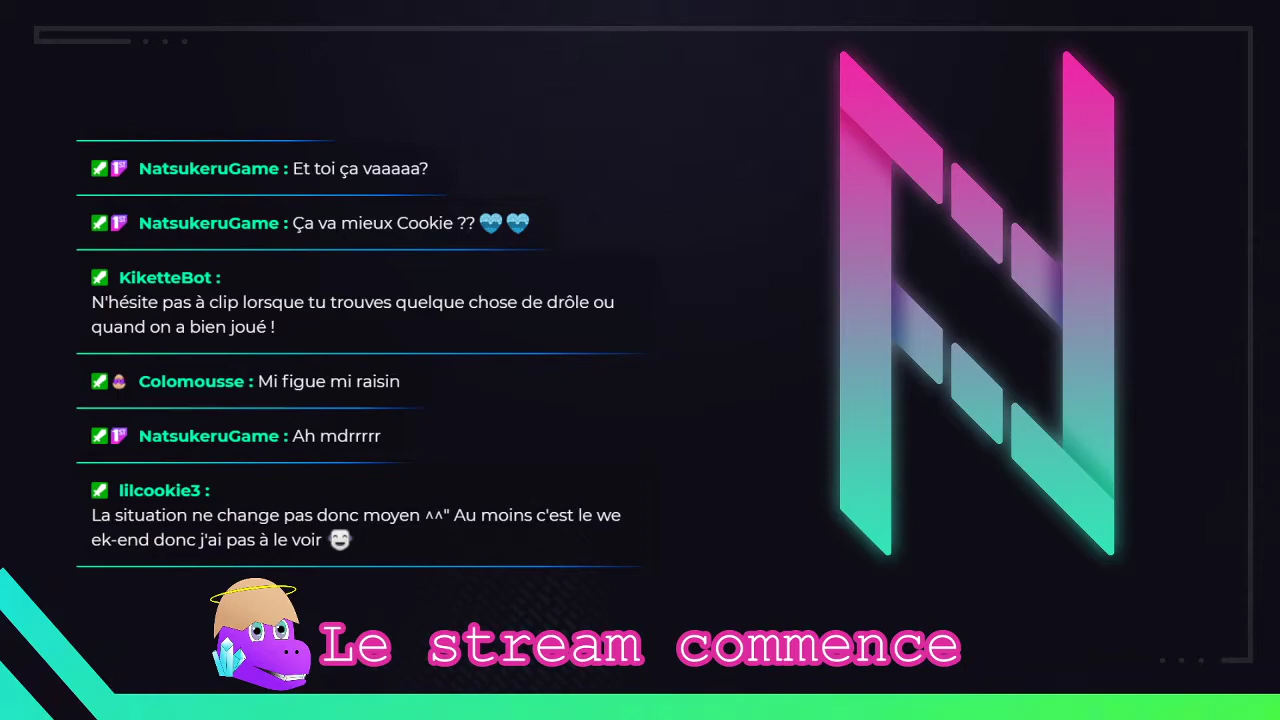 NatsukeruGame : Et toi ça vaaaaa?
NatsukeruGame : Ça va mieux Cookie ??
KiketteBot :
N'hésite pas à clip lorsque tu trouves quelque chose de drôle ou
quand on a bien joué !
Colomousse : Mi figue mi raisin
NatsukeruGame : Ah mdrrrrr
lilcookie3 :
La situation ne change pas donc moyen ^^" Au moins c'est le we
ek-end donc j'ai pas à le voir
Le stream commence